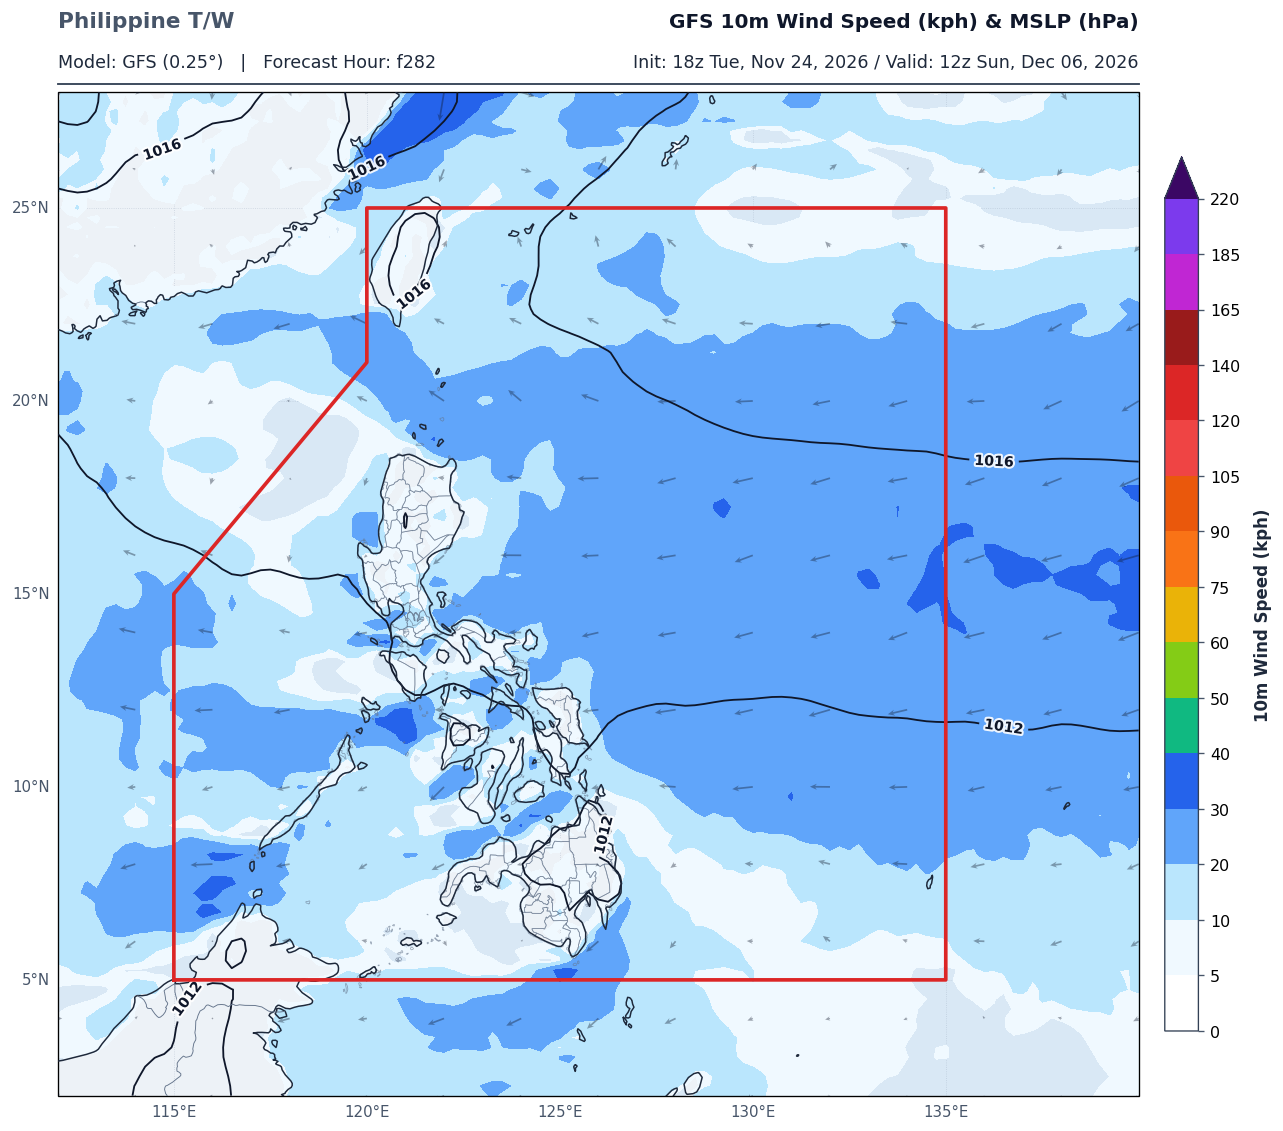 Philippine T/W
GFS 10m Wind Speed (kph) & MSLP (hPa)
Model: GFS (0.25°) | Forecast Hour: f282
Init: 18z Tue, Nov 24, 2026 / Valid: 12z Sun, Dec 06, 2026
1016
1016
1016
1016
1012
1012
1012
25°N
20°N
15°N
10°N
5°N
115°E
120°E
125°E
130°E
135°E
220
185
165
140
120
105
90
75
60
50
40
30
20
10
5
0
10m Wind Speed (kph)